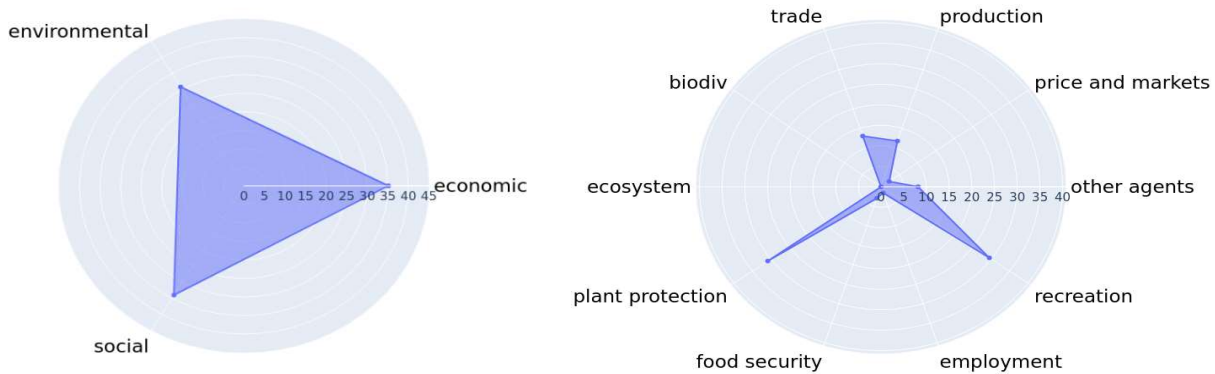 environmental
economic
social
0 5 10 15 20 25 30 35 40 45
trade
production
biodiv
price and markets
ecosystem
other agents
0 5 10 15 20 25 30 35 40
plant protection
recreation
food security
employment